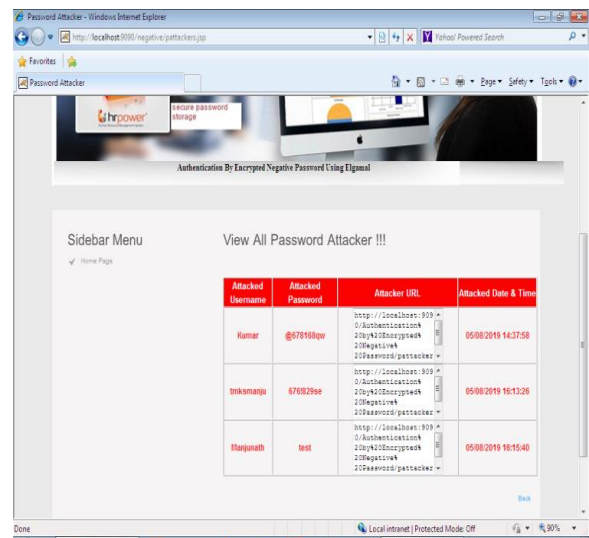 Password Attacker - Windows Internet Explorer
http://localhost:9090/negative/pattackers.jsp
Yahoo! Powered Search
Favorites
Password Attacker
Page Safety Tools
hrpower
secure password
storage
Authentication By Encrypted Negative Password Using Elgamal
Sidebar Menu
Home Page
View All Password Attacker !!!
Attacked Username Attacked Password Attacker URL Attacked Date & Time
Kumar @678168qw http://localhost:909
0/Authentication%
20by%20Encrypted%
20Negative%
20Password/pattacker 05/08/2019 14:37:58
tmksmanju 676!829se http://localhost:909
0/Authentication%
20by%20Encrypted%
20Negative%
20Password/pattacker 05/08/2019 16:13:26
Manjunath test http://localhost:909
0/Authentication%
20by%20Encrypted%
20Negative%
20Password/pattacker 05/08/2019 16:15:40
Back
Done
Local intranet | Protected Mode: Off
90%